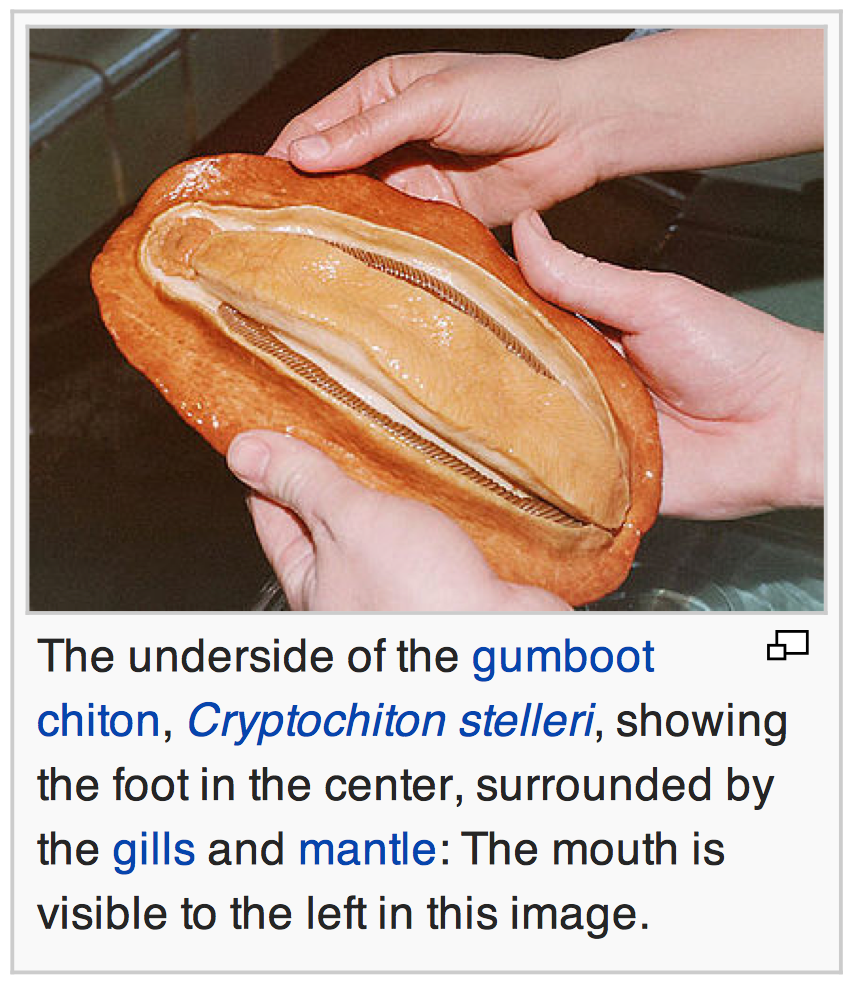 The underside of the gumboot
chiton, Cryptochiton stelleri, showing
the foot in the center, surrounded by
the gills and mantle: The mouth is
visible to the left in this image.